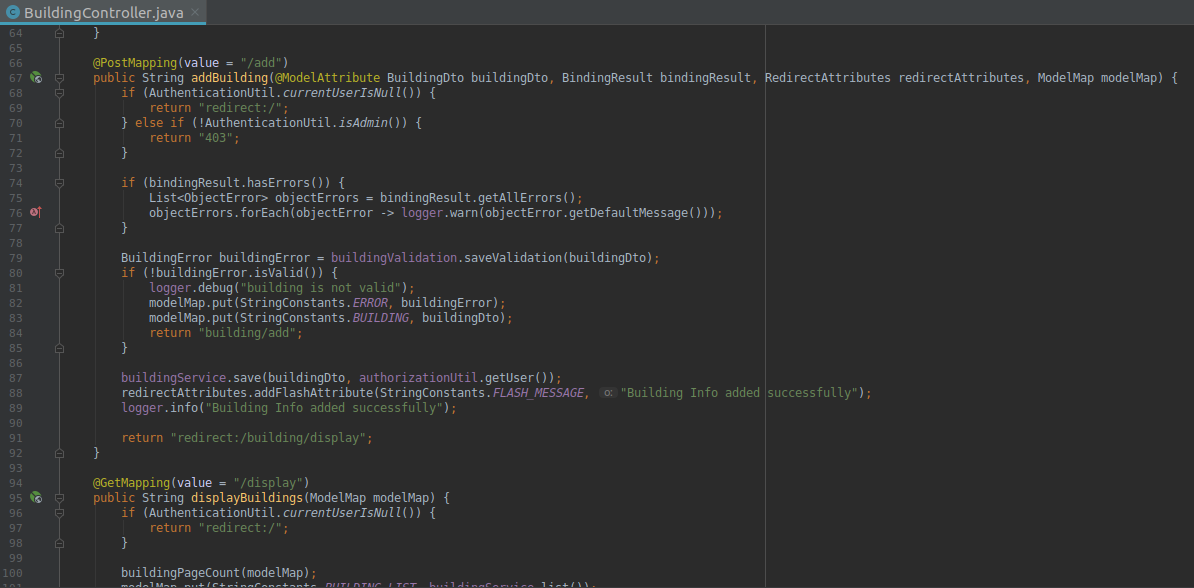 BuildingController.java
64 }
65
66 @PostMapping(value = "/add")
67 public String addBuilding(@ModelAttribute BuildingDto buildingDto, BindingResult bindingResult, RedirectAttributes redirectAttributes, ModelMap modelMap) {
68 if (AuthenticationUtil.currentUserIsNull()) {
69 return "redirect:/";
70 } else if (!AuthenticationUtil.isAdmin()) {
71 return "403";
72 }
73
74 if (bindingResult.hasErrors()) {
75 List<ObjectError> objectErrors = bindingResult.getAllErrors();
76 objectErrors.forEach(objectError -> logger.warn(objectError.getDefaultMessage()));
77 }
78
79 BuildingError buildingError = buildingValidation.saveValidation(buildingDto);
80 if (!buildingError.isValid()) {
81 logger.debug("building is not valid");
82 modelMap.put(StringConstants.ERROR, buildingError);
83 modelMap.put(StringConstants.BUILDING, buildingDto);
84 return "building/add";
85 }
86
87 buildingService.save(buildingDto, authorizationUtil.getUser());
88 redirectAttributes.addFlashAttribute(StringConstants.FLASH_MESSAGE, o: "Building Info added successfully");
89 logger.info("Building Info added successfully");
90
91 return "redirect:/building/display";
92 }
93
94 @GetMapping(value = "/display")
95 public String displayBuildings(ModelMap modelMap) {
96 if (AuthenticationUtil.currentUserIsNull()) {
97 return "redirect:/";
98 }
99
100 buildingPageCount(modelMap);
101 modelMap.put(StringConstants.BUILDING_LIST, buildingService.list());